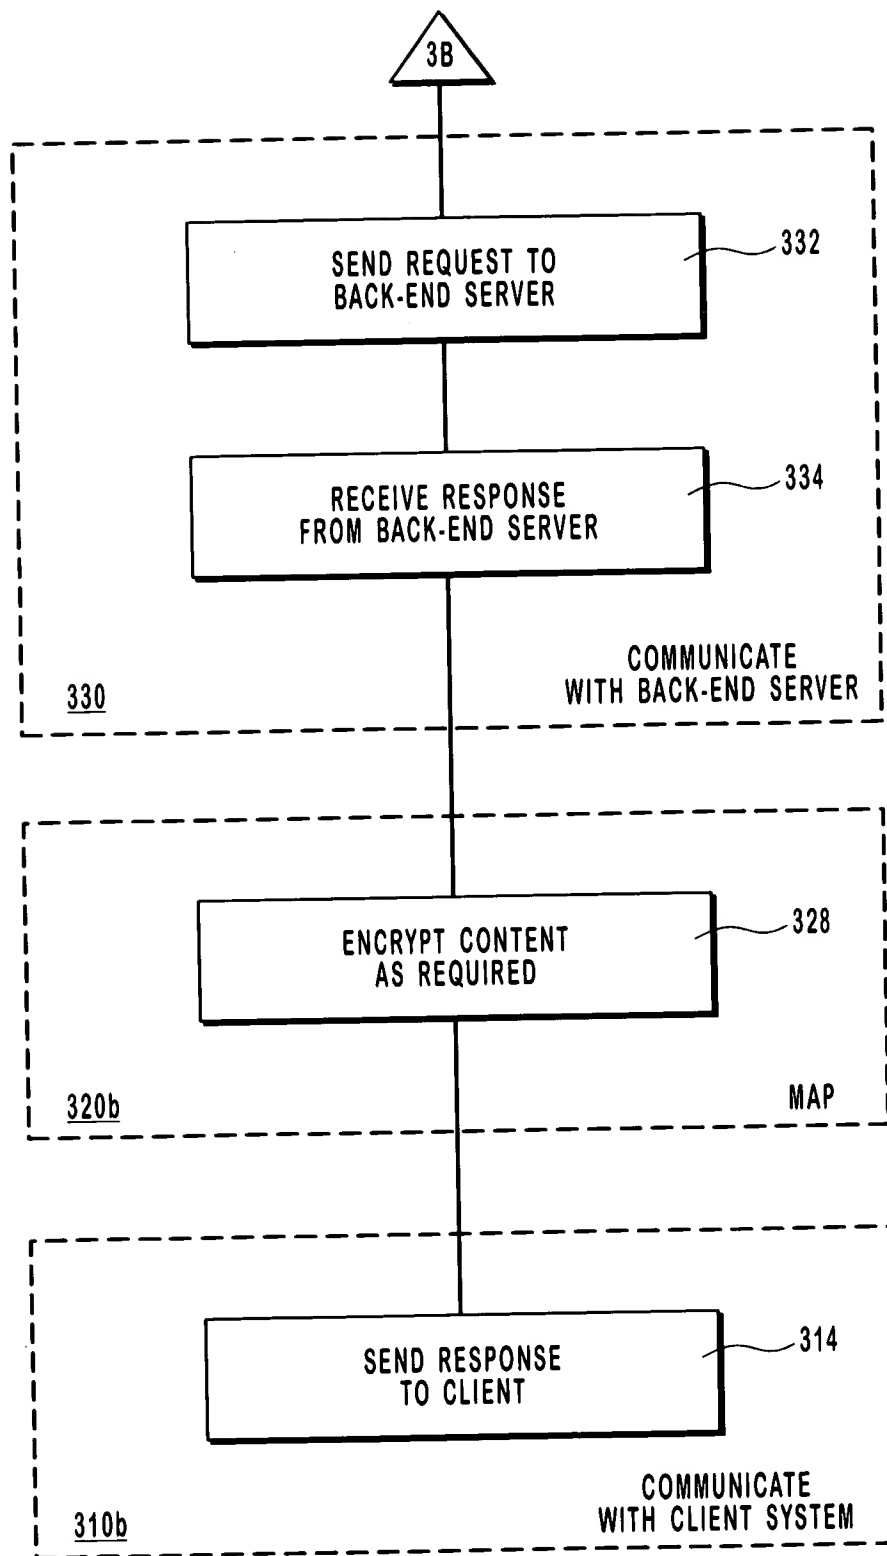 3B
SEND REQUEST TO
BACK-END SERVER
332
RECEIVE RESPONSE
FROM BACK-END SERVER
334
COMMUNICATE
WITH BACK-END SERVER
330
ENCRYPT CONTENT
AS REQUIRED
328
320b
MAP
SEND RESPONSE
TO CLIENT
314
COMMUNICATE
WITH CLIENT SYSTEM
310b